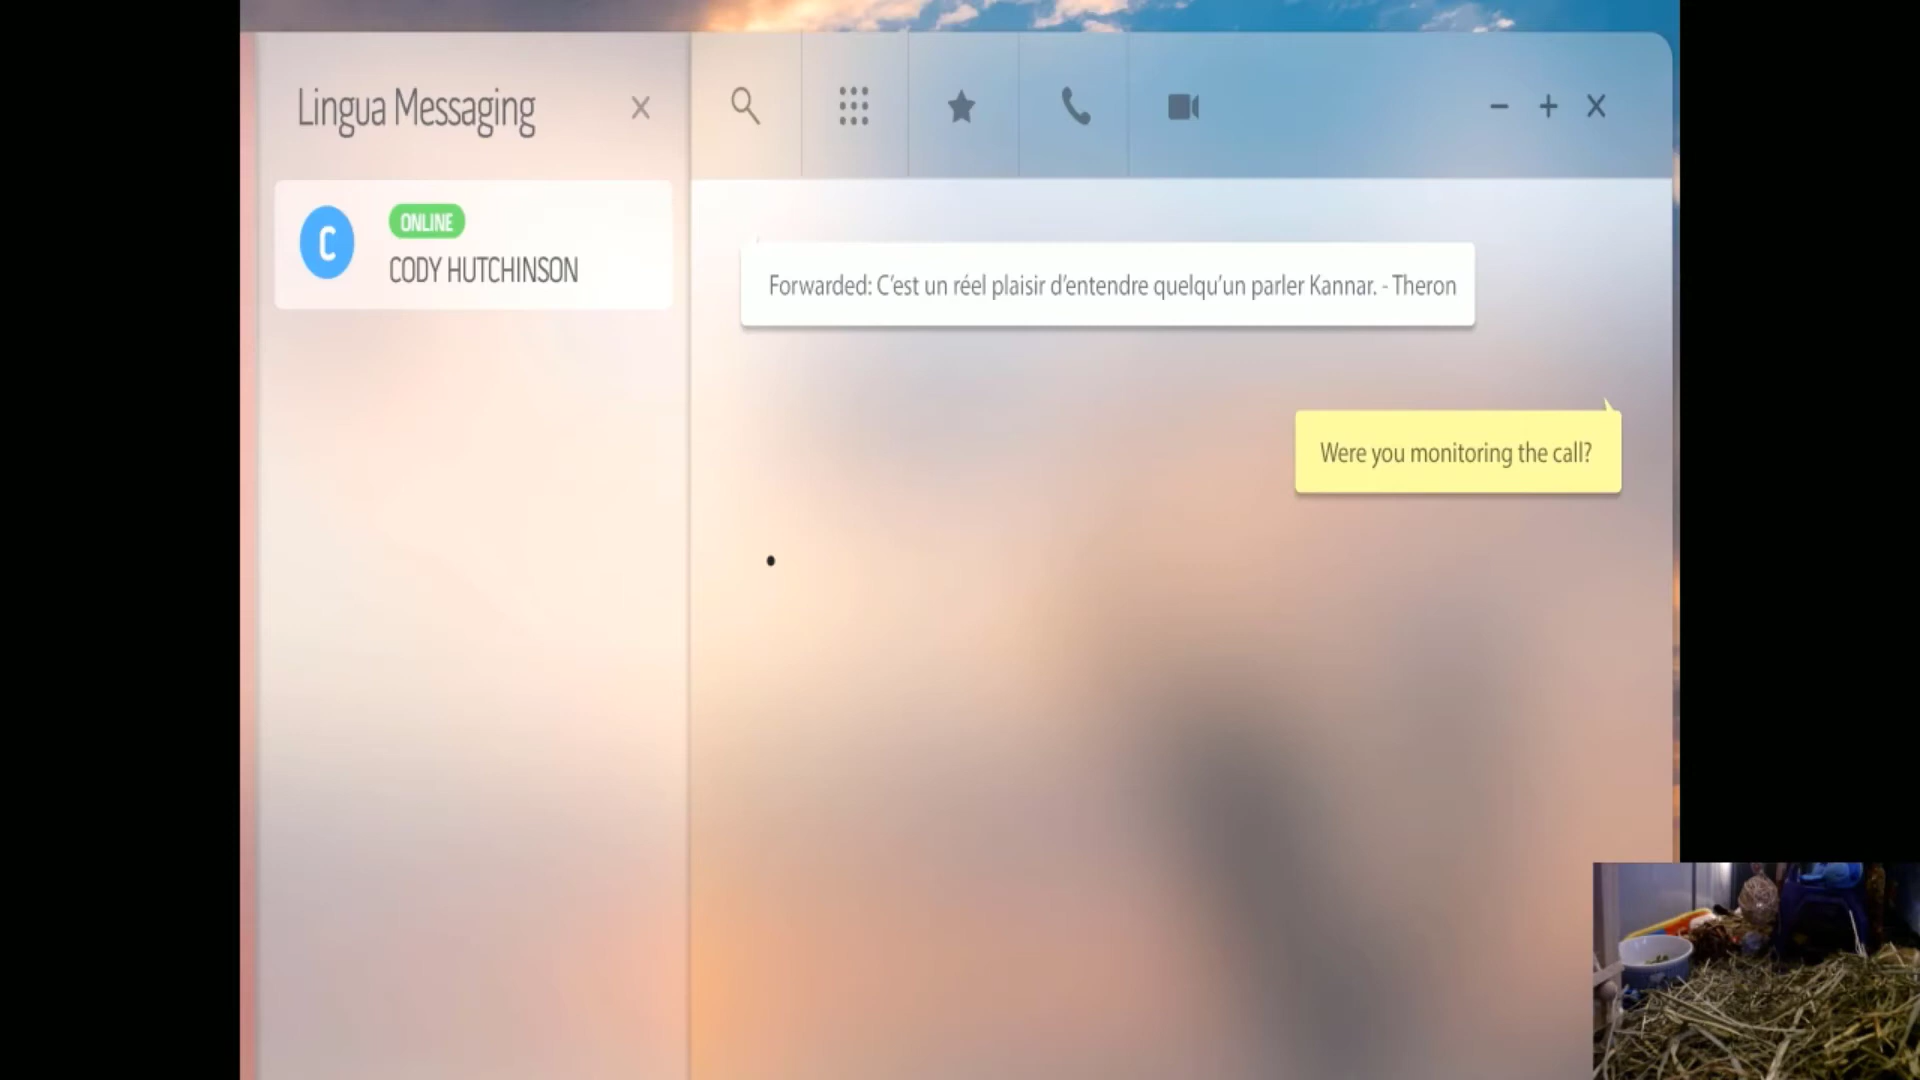 Lingua Messaging
C
ONLINE
CODY HUTCHINSON
Forwarded: C’est un réel plaisir d’entendre quelqu’un parler Kannar. - Theron
Were you monitoring the call?